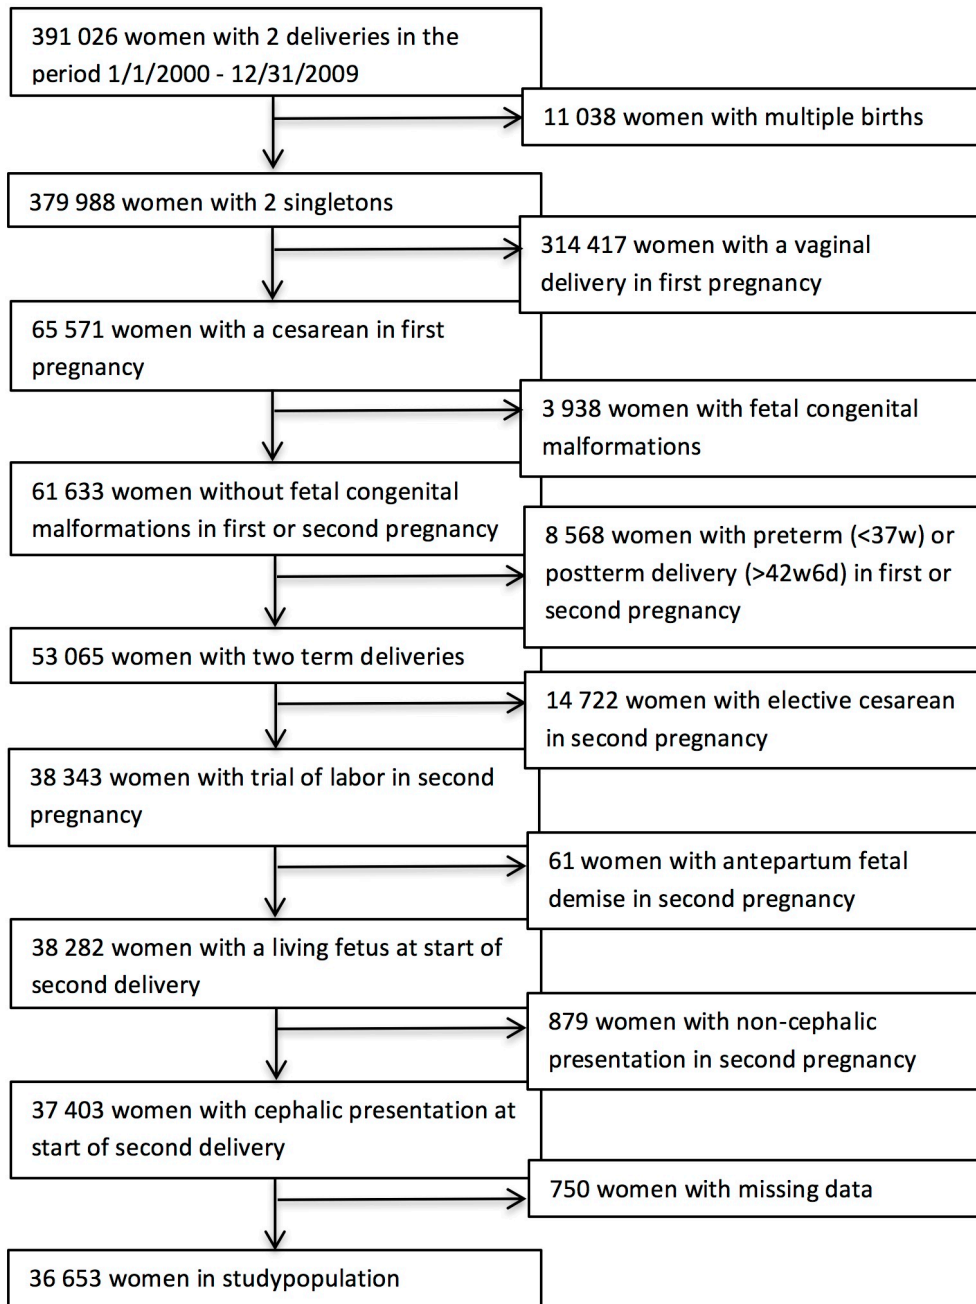 391 026 women with 2 deliveries in the
period 1/1/2000 - 12/31/2009
11 038 women with multiple births
379 988 women with 2 singletons
314 417 women with a vaginal
delivery in first pregnancy
65 571 women with a cesarean in first
pregnancy
3 938 women with fetal congenital
malformations
61 633 women without fetal congenital
malformations in first or second pregnancy
8 568 women with preterm (<37w) or
postterm delivery (>42w6d) in first or
second pregnancy
53 065 women with two term deliveries
14 722 women with elective cesarean
in second pregnancy
38 343 women with trial of labor in second
pregnancy
61 women with antepartum fetal
demise in second pregnancy
38 282 women with a living fetus at start of
second delivery
879 women with non-cephalic
presentation in second pregnancy
37 403 women with cephalic presentation at
start of second delivery
750 women with missing data
36 653 women in studypopulation